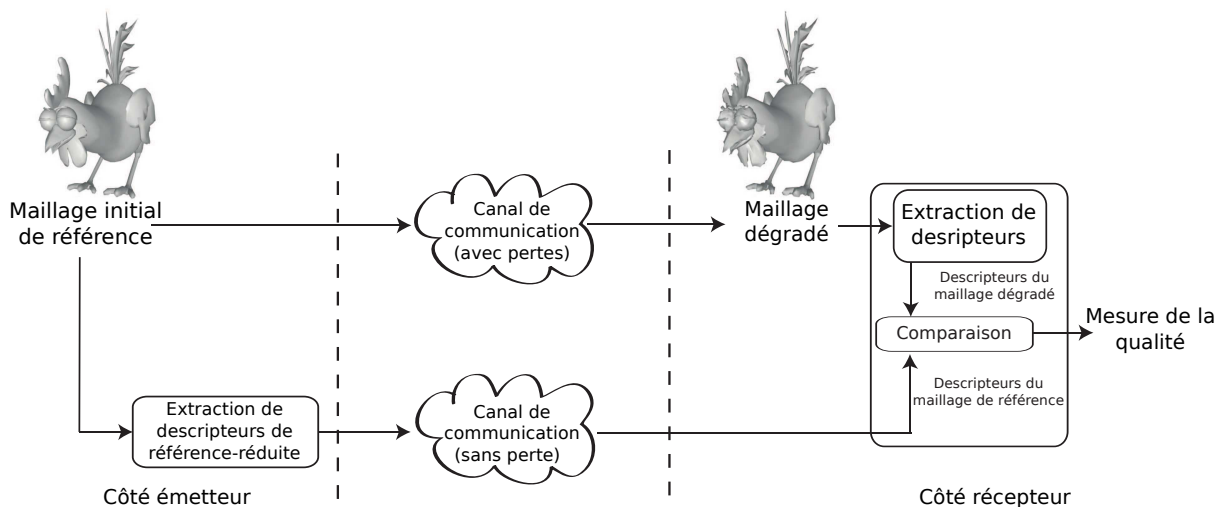 Maillage initial
de référence
Canal de
communication
(avec pertes)
Maillage
dégradé
Extraction de
desripteurs
Descripteurs du
maillage dégradé
Comparaison
Mesure de la
qualité
Descripteurs du
maillage de référence
Extraction de
descripteurs de
référence-réduite
Canal de
communication
(sans perte)
Côté émetteur
Côté récepteur